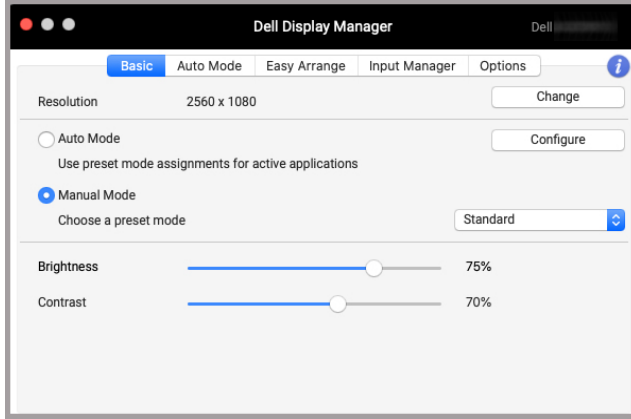 Dell Display Manager
Dell
Basic Auto Mode Easy Arrange Input Manager Options i
Resolution 2560 x 1080 Change
Auto Mode Configure
Use preset mode assignments for active applications
Manual Mode
Choose a preset mode Standard
Brightness 75%
Contrast 70%